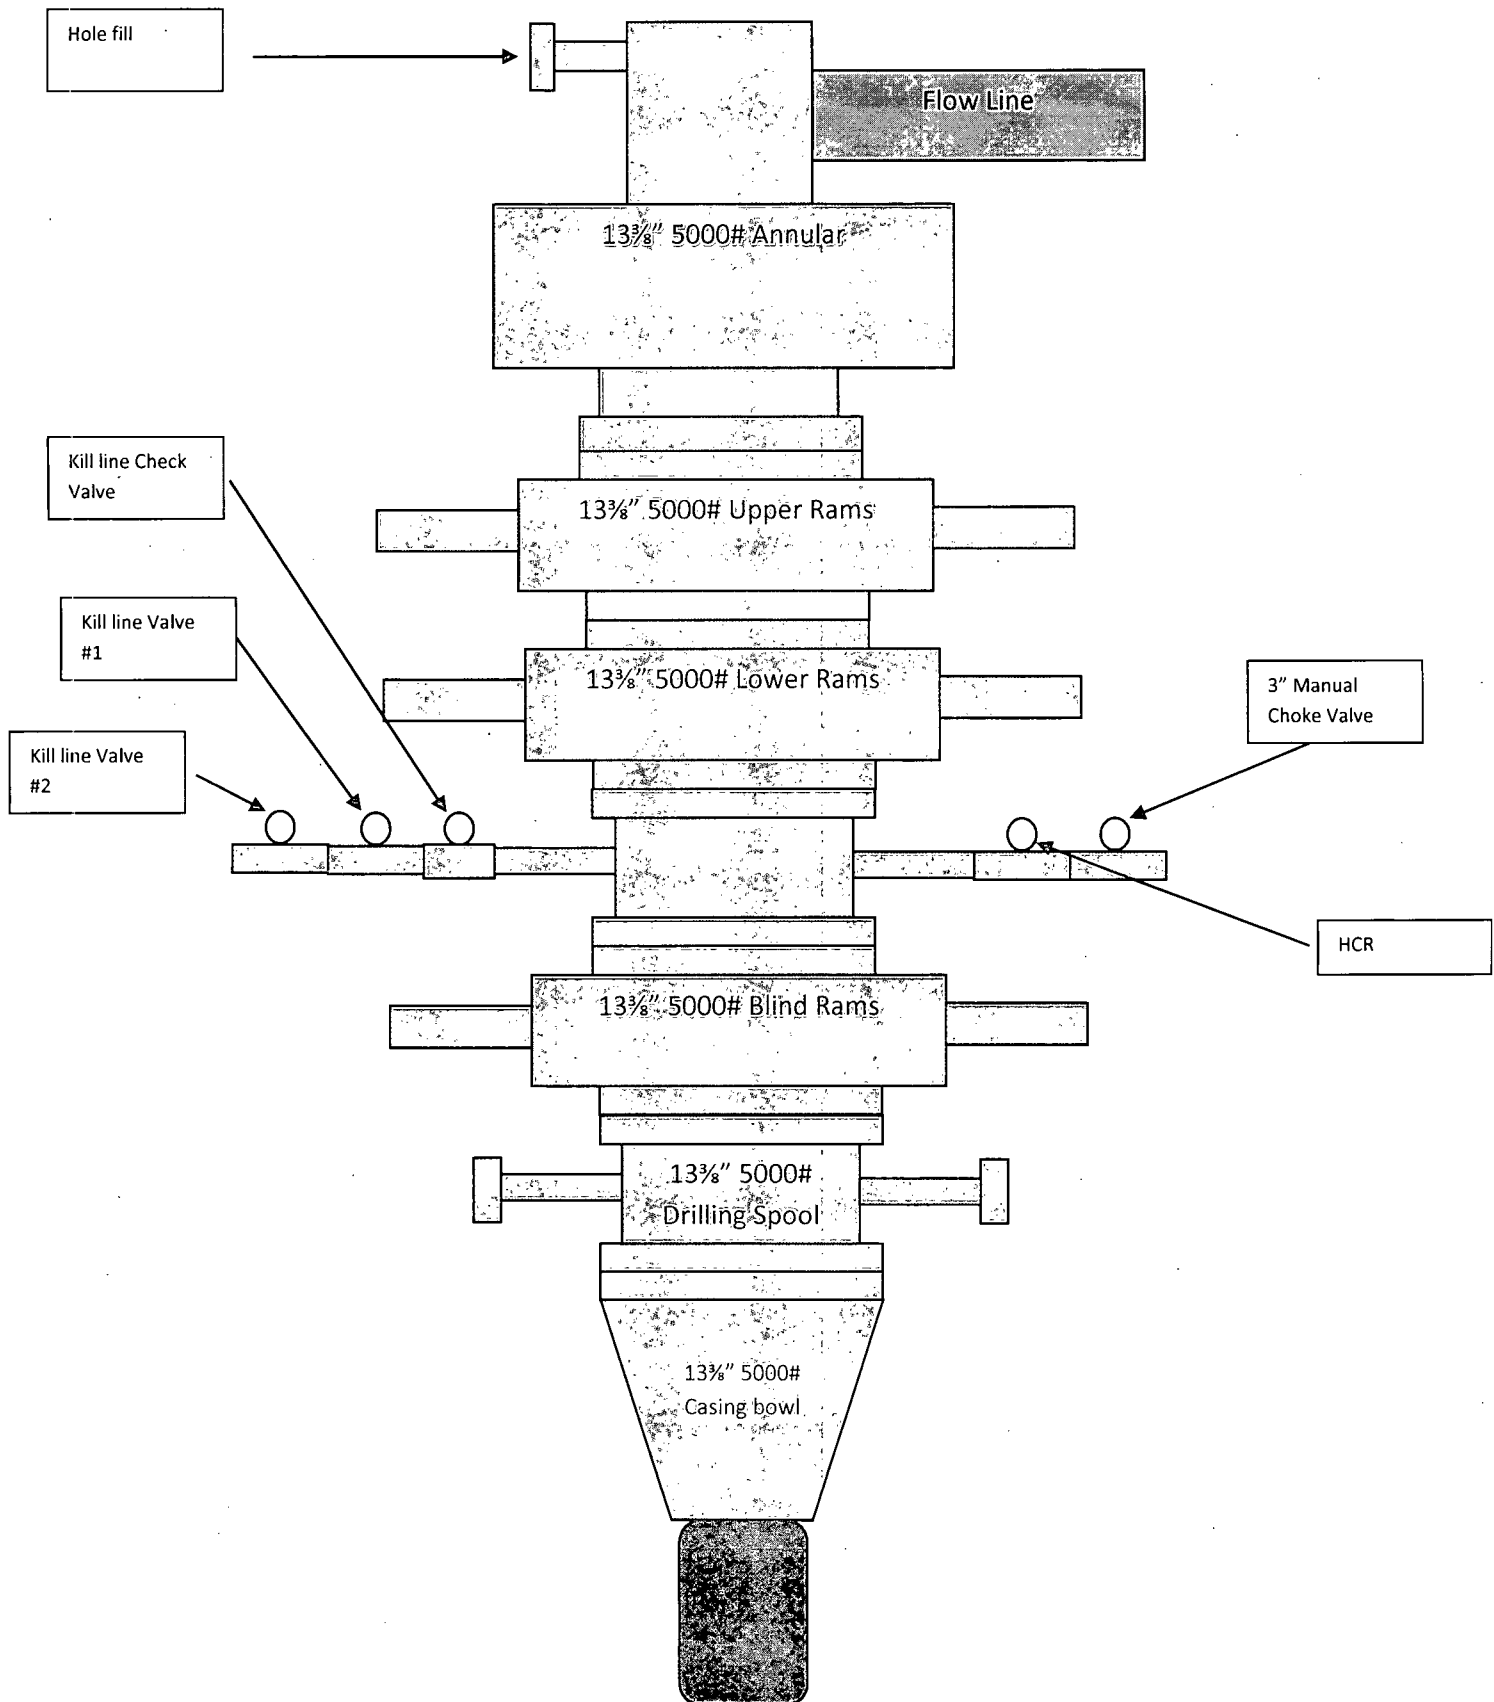 Hole fill
Flow Line
13⅜” 5000# Annular
Kill line Check
Valve
13⅜” 5000# Upper Rams
Kill line Valve
#1
13⅜” 5000# Lower Rams
3” Manual
Choke Valve
Kill line Valve
#2
HCR
13⅜” 5000# Blind Rams
13⅜” 5000#
Drilling Spool
13⅜” 5000#
Casing bowl